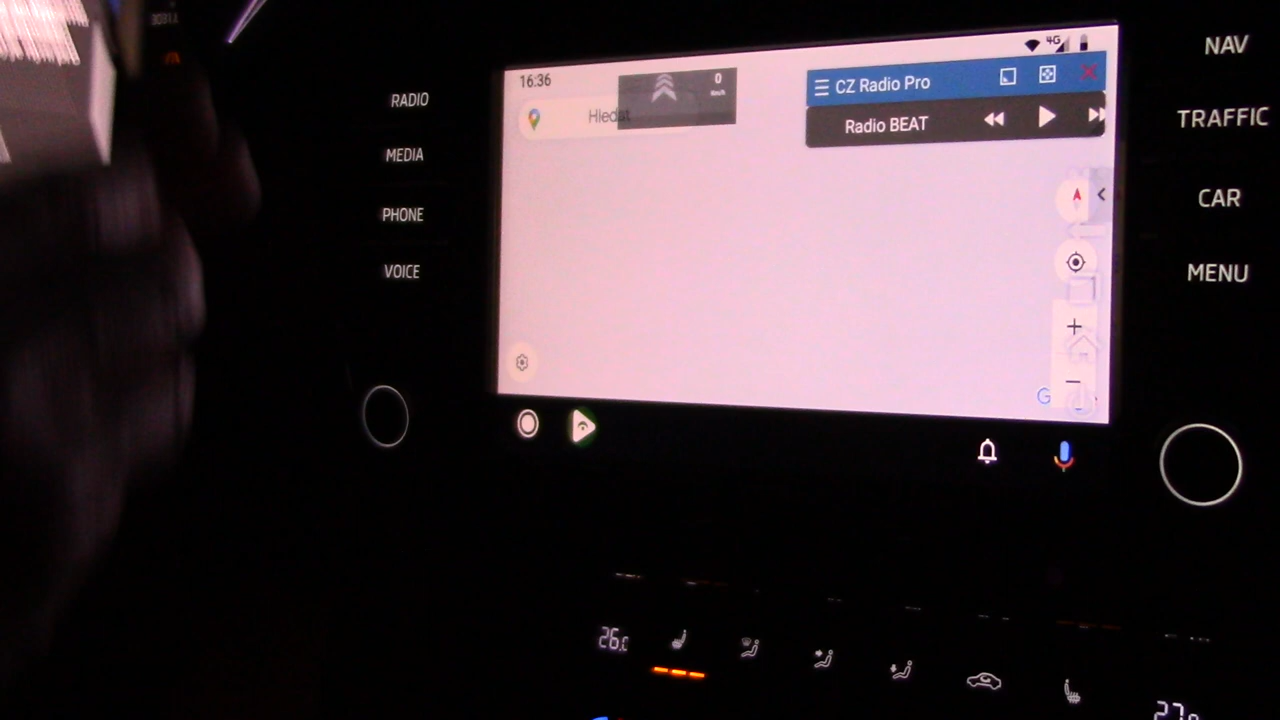 RADIO
MEDIA
PHONE
VOICE
16:36
Hledat
0
km/h
4G
CZ Radio Pro
Radio BEAT
G
NAV
TRAFFIC
CAR
MENU
26.0